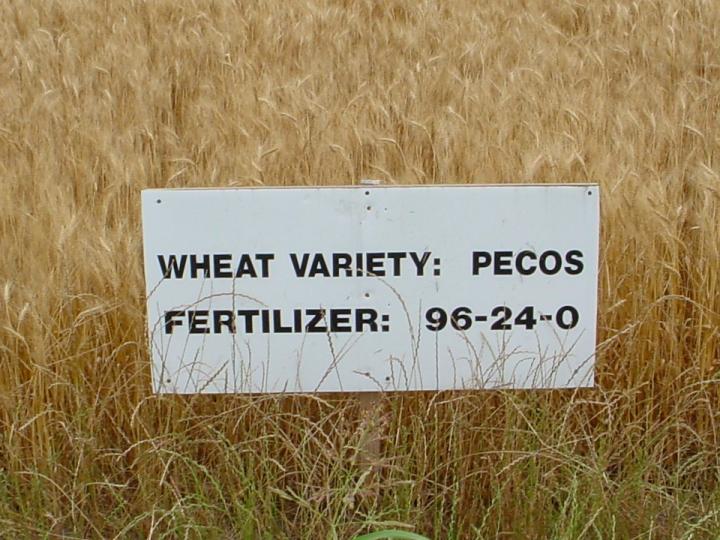 WHEAT VARIETY: PECOS
FERTILIZER: 96-24-0